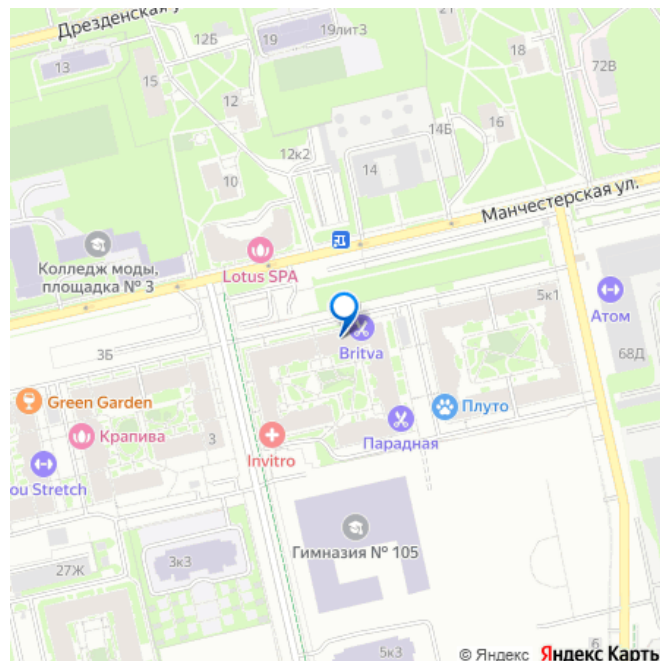 Дрезденская у
12Б
19
19лит3
21
13
15
18
72В
12
14Б
16
12к2
14
10
Манчестерская ул.
Колледж моды,
площадка № 3
Lotus SPA
5к1
Атом
3Б
Britva
68Д
Green Garden
Плуто
Крапива
3
Парадная
Invitro
ou Stretch
Гимназия № 105
3к3
27Ж
5к3
6
© Яндекс Яндекс Карты